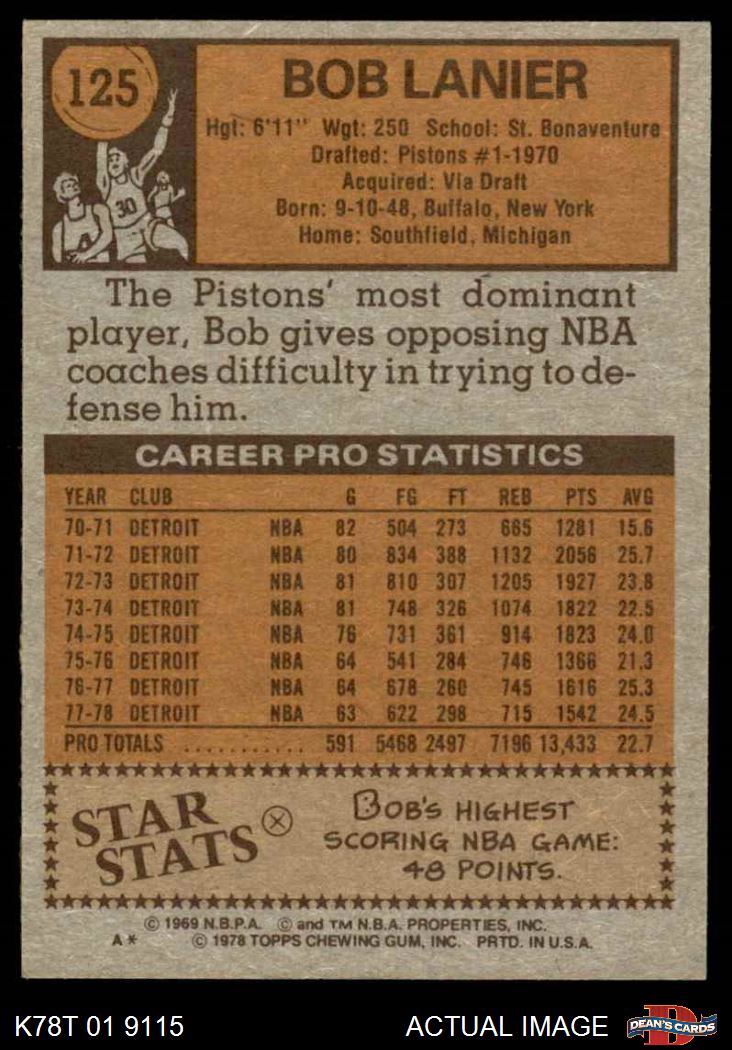 125
BOB LANIER
Hgt: 6'11" Wgt: 250 School: St. Bonaventure
Drafted: Pistons #1-1970
Acquired: Via Draft
Born: 9-10-48, Buffalo, New York
Home: Southfield, Michigan
30
4
The Pistons' most dominant
player, Bob gives opposing NBA
coaches difficulty in trying to de-
fense him.
CAREER PRO STATISTICS
YEAR CLUB G FG FT REB PTS AVG
70-71 DETROIT NBA 82 504 273 665 1281 15.6
71-72 DETROIT NBA 80 834 388 1132 2056 25.7
72-73 DETROIT NBA 81 810 307 1205 1927 23.8
73-74 DETROIT NBA 81 748 326 1074 1822 22.5
74-75 DETROIT NBA 76 731 361 914 1823 24.0
75-76 DETROIT NBA 64 541 284 746 1366 21.3
76-77 DETROIT NBA 64 678 260 745 1616 25.3
77-78 DETROIT NBA 63 622 298 715 1542 24.5
PRO TOTALS ........... 591 5468 2497 7196 13,433 22.7
STAR
STATS
BOB'S HIGHEST
SCORING NBA GAME:
48 POINTS.
© 1969 N.B.P.A. © and TM N.B.A. PROPERTIES, INC.
A* © 1978 TOPPS CHEWING GUM, INC. PRTD. IN U.S.A.
K78T 01 9115 ACTUAL IMAGE
D
DEAN'S CARDS